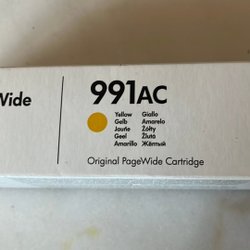 Wide
991AC
Yellow Giallo
Gelb Amarelo
Jaune Żółty
Geel Žlutá
Amarillo Жёлтый
Original PageWide Cartridge